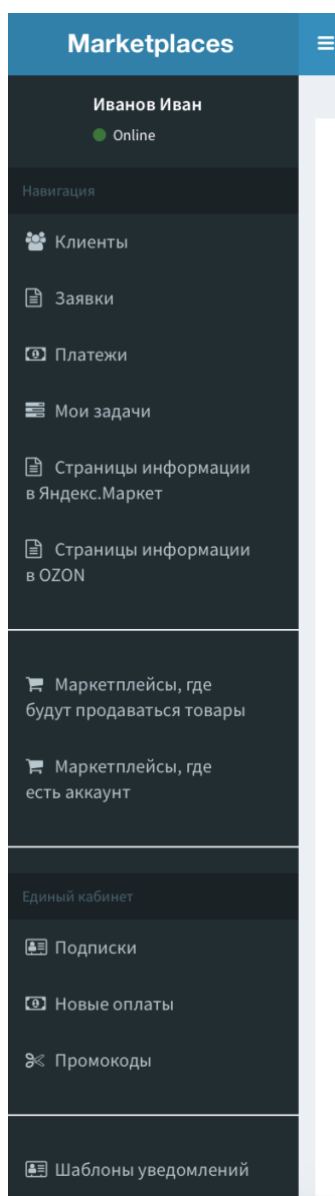 Marketplaces
Иванов Иван
Online
Навигация
Клиенты
Заявки
Платежи
Мои задачи
Страницы информации
в Яндекс.Маркет
Страницы информации
в OZON
Маркетплейсы, где
будут продаваться товары
Маркетплейсы, где
есть аккаунт
Единый кабинет
Подписки
Новые оплаты
Промокоды
Шаблоны уведомлений